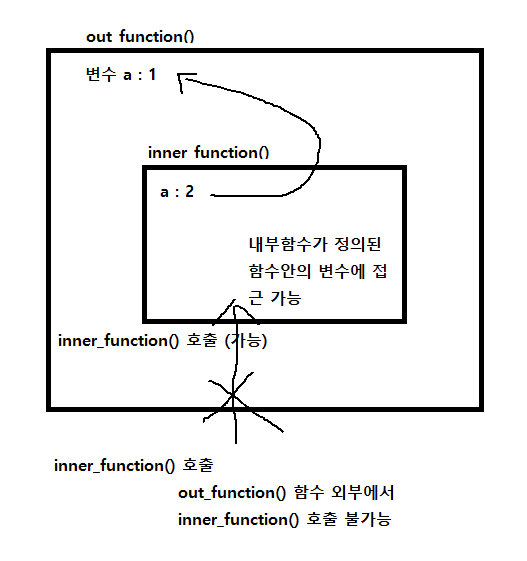 out function()
변수 a : 1
inner function()
a : 2
내부함수가 정의된
함수안의 변수에 접
근 가능
inner_function() 호출 (가능)
inner_function() 호출
out_function() 함수 외부에서
inner_function() 호출 불가능